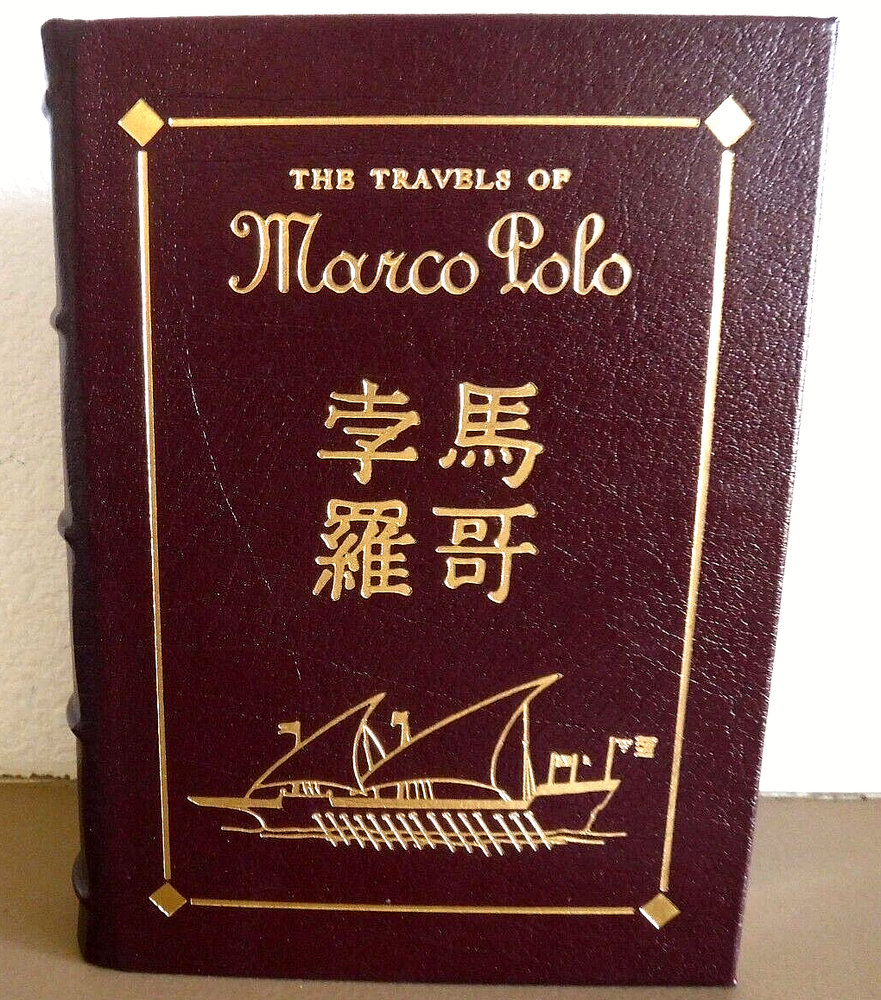 THE TRAVELS OF
Marco Polo
馬哥
孛羅